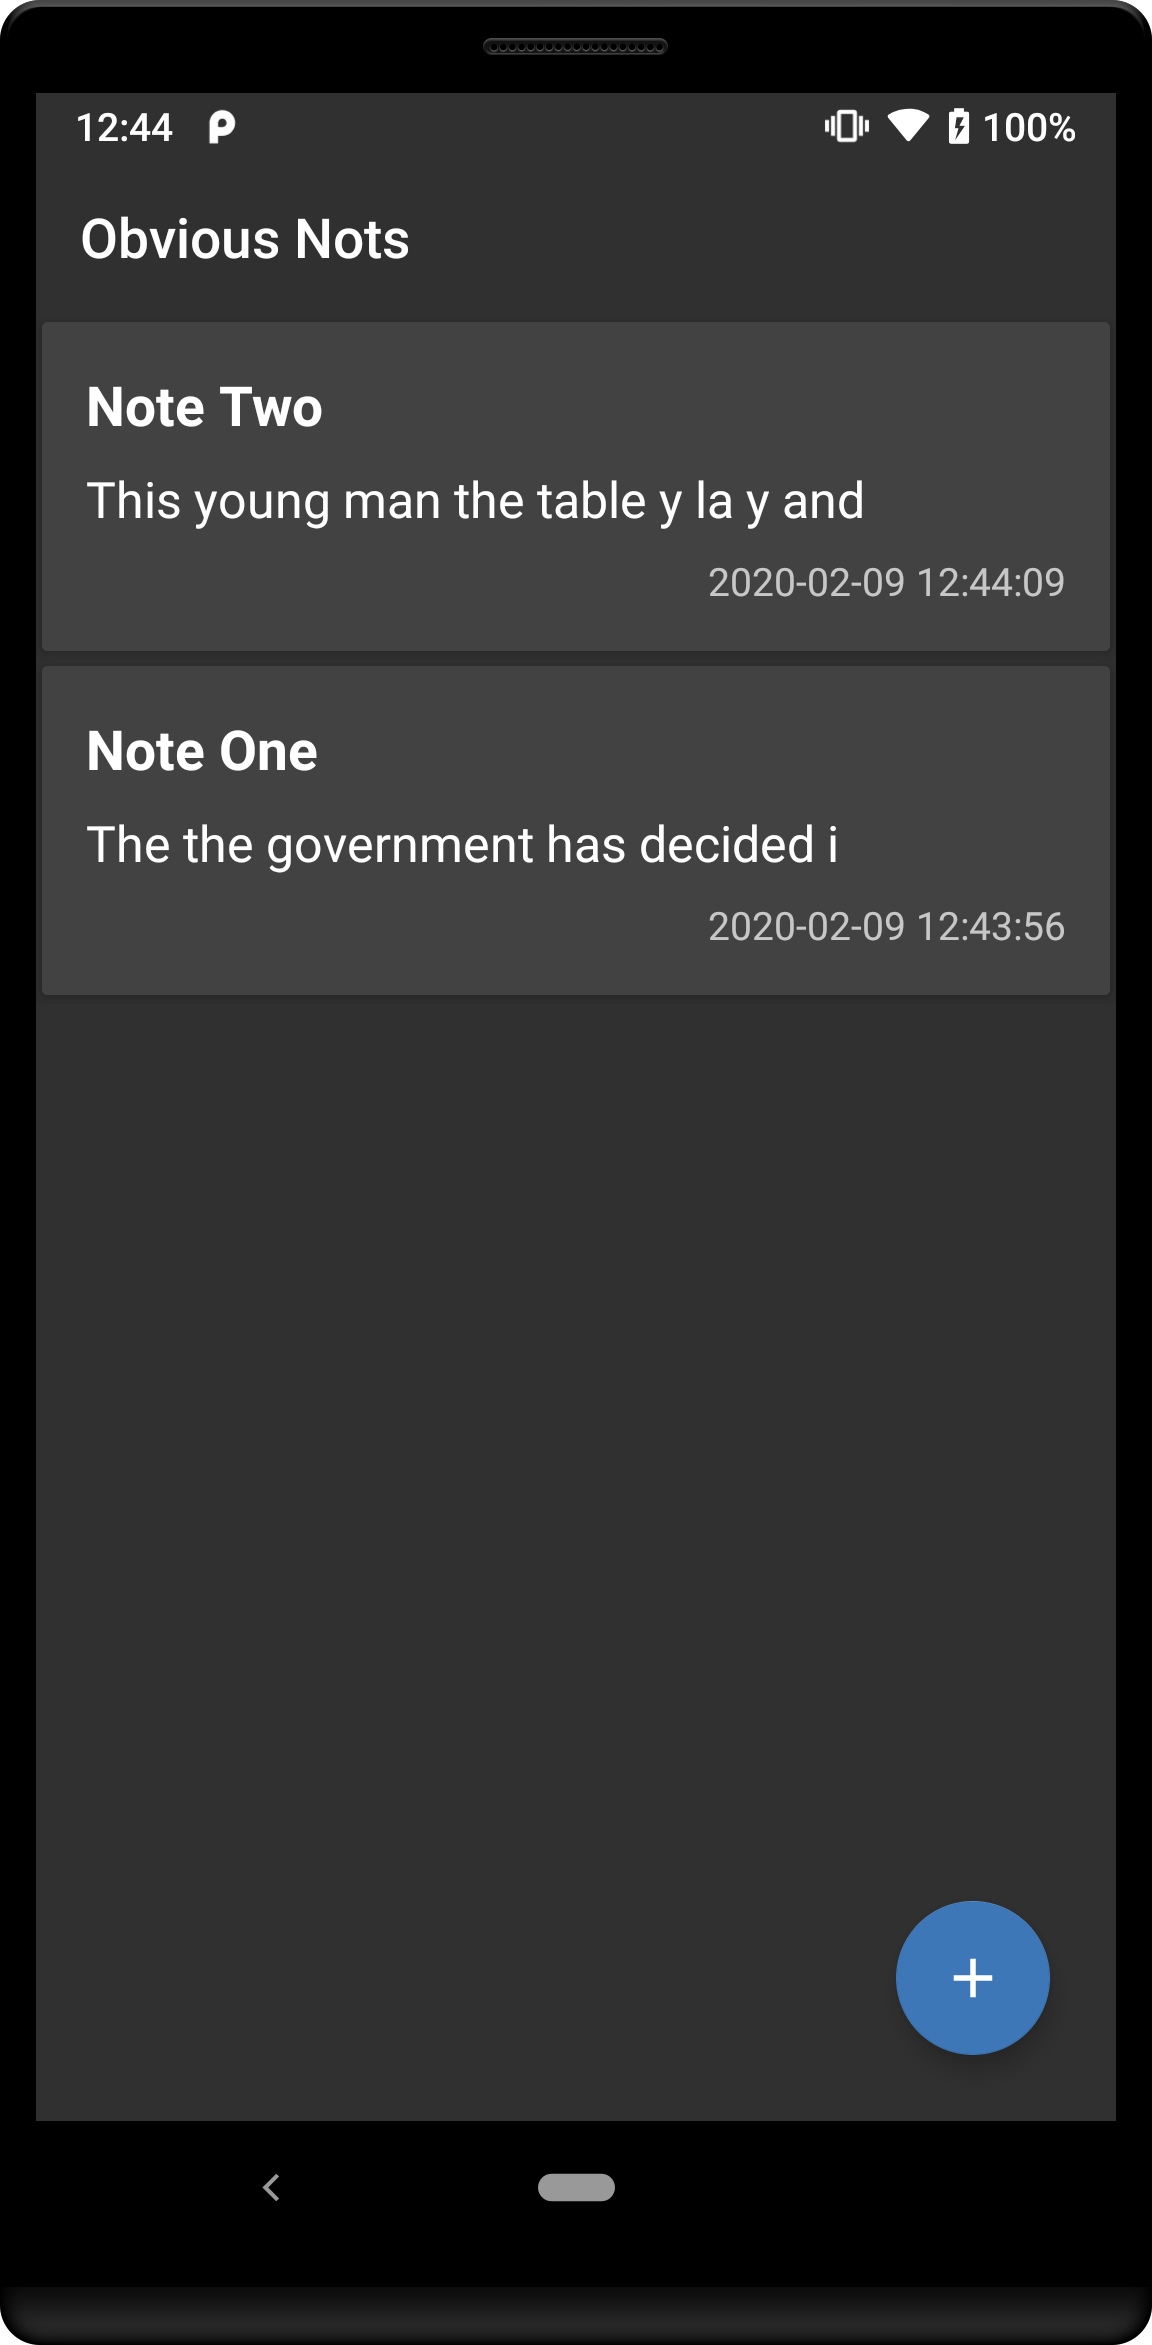 12:44 100%
Obvious Nots
Note Two
This young man the table y la y and
2020-02-09 12:44:09
Note One
The the government has decided i
2020-02-09 12:43:56